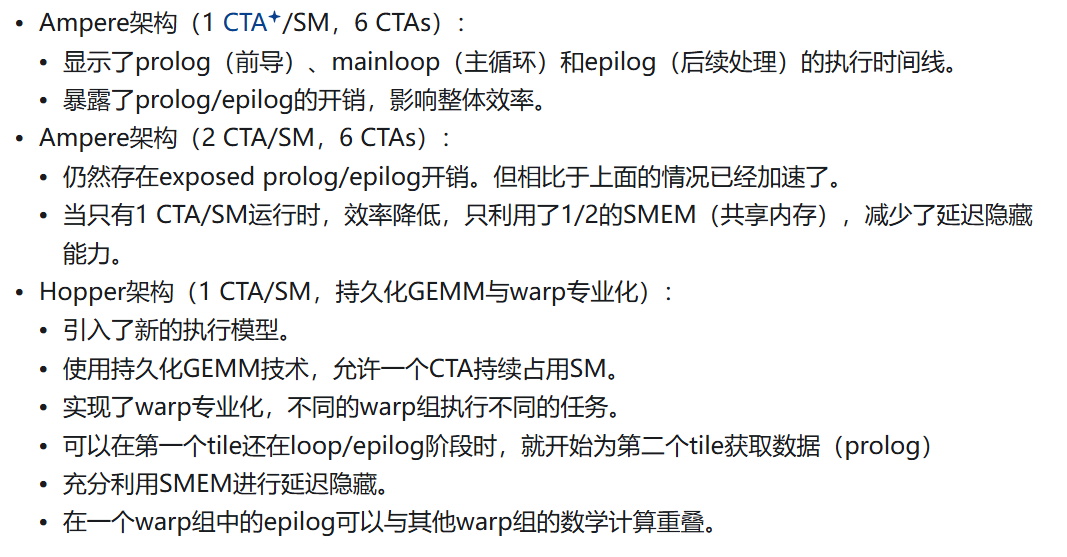 • Ampere架构（1 CTA/SM，6 CTAs）：
• 显示了prolog（前导）、mainloop（主循环）和epilog（后续处理）的执行时间线。
• 暴露了prolog/epilog的开销，影响整体效率。
• Ampere架构（2 CTA/SM，6 CTAs）：
• 仍然存在exposed prolog/epilog开销。但相比于上面的情况已经加速了。
• 当只有1 CTA/SM运行时，效率降低，只利用了1/2的SMEM（共享内存），减少了延迟隐藏
能力。
• Hopper架构（1 CTA/SM，持久化GEMM与warp专业化）：
• 引入了新的执行模型。
• 使用持久化GEMM技术，允许一个CTA持续占用SM。
• 实现了warp专业化，不同的warp组执行不同的任务。
• 可以在第一个tile还在loop/epilog阶段时，就开始为第二个tile获取数据（prolog）
• 充分利用SMEM进行延迟隐藏。
• 在一个warp组中的epilog可以与其他warp组的数学计算重叠。